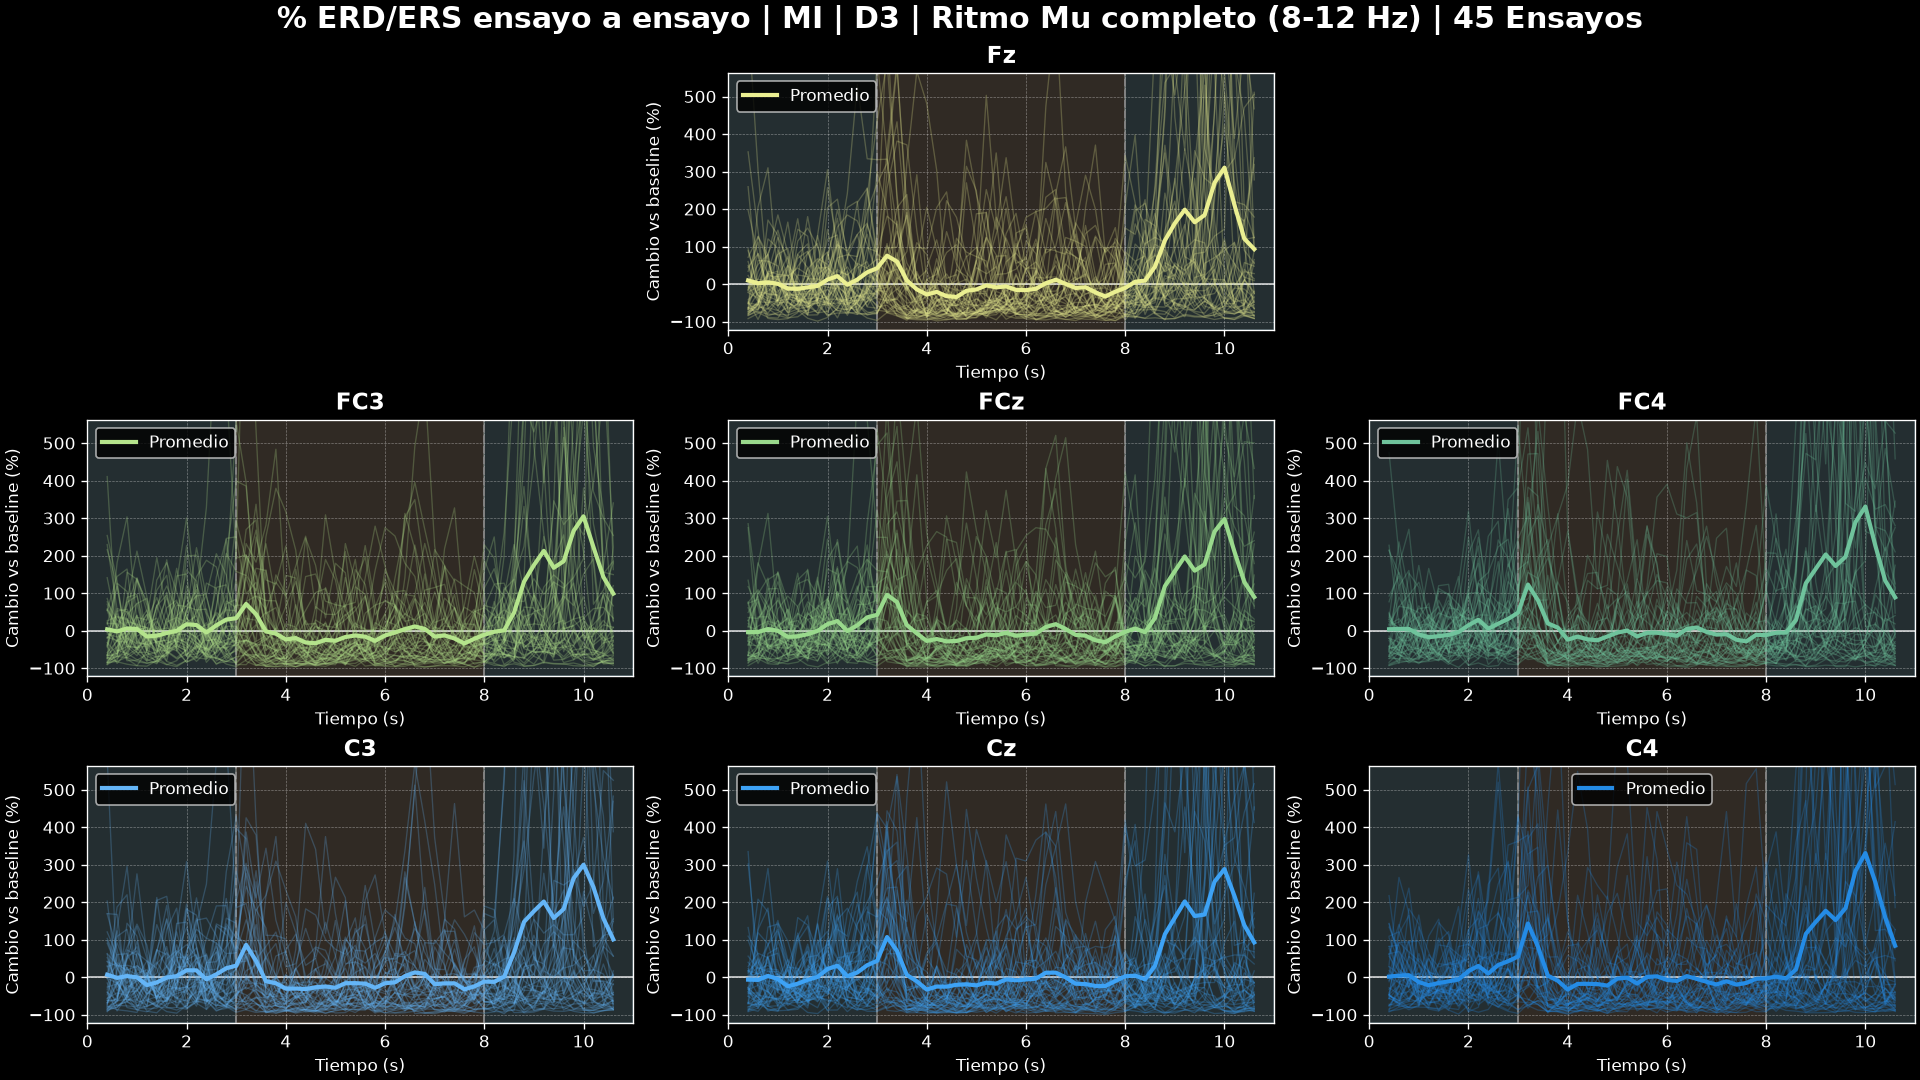 % ERD/ERS ensayo a ensayo | MI | D3 | Ritmo Mu completo (8-12 Hz) | 45 Ensayos
Fz
Cambio vs baseline (%)
500
400
300
200
100
0
−100
Promedio
0 2 4 6 8 10
Tiempo (s)
FC3
Cambio vs baseline (%)
500
400
300
200
100
0
−100
Promedio
0 2 4 6 8 10
Tiempo (s)
FCz
Cambio vs baseline (%)
500
400
300
200
100
0
−100
Promedio
0 2 4 6 8 10
Tiempo (s)
FC4
Cambio vs baseline (%)
500
400
300
200
100
0
−100
Promedio
0 2 4 6 8 10
Tiempo (s)
C3
Cambio vs baseline (%)
500
400
300
200
100
0
−100
Promedio
0 2 4 6 8 10
Tiempo (s)
Cz
Cambio vs baseline (%)
500
400
300
200
100
0
−100
Promedio
0 2 4 6 8 10
Tiempo (s)
C4
Cambio vs baseline (%)
500
400
300
200
100
0
−100
Promedio
0 2 4 6 8 10
Tiempo (s)